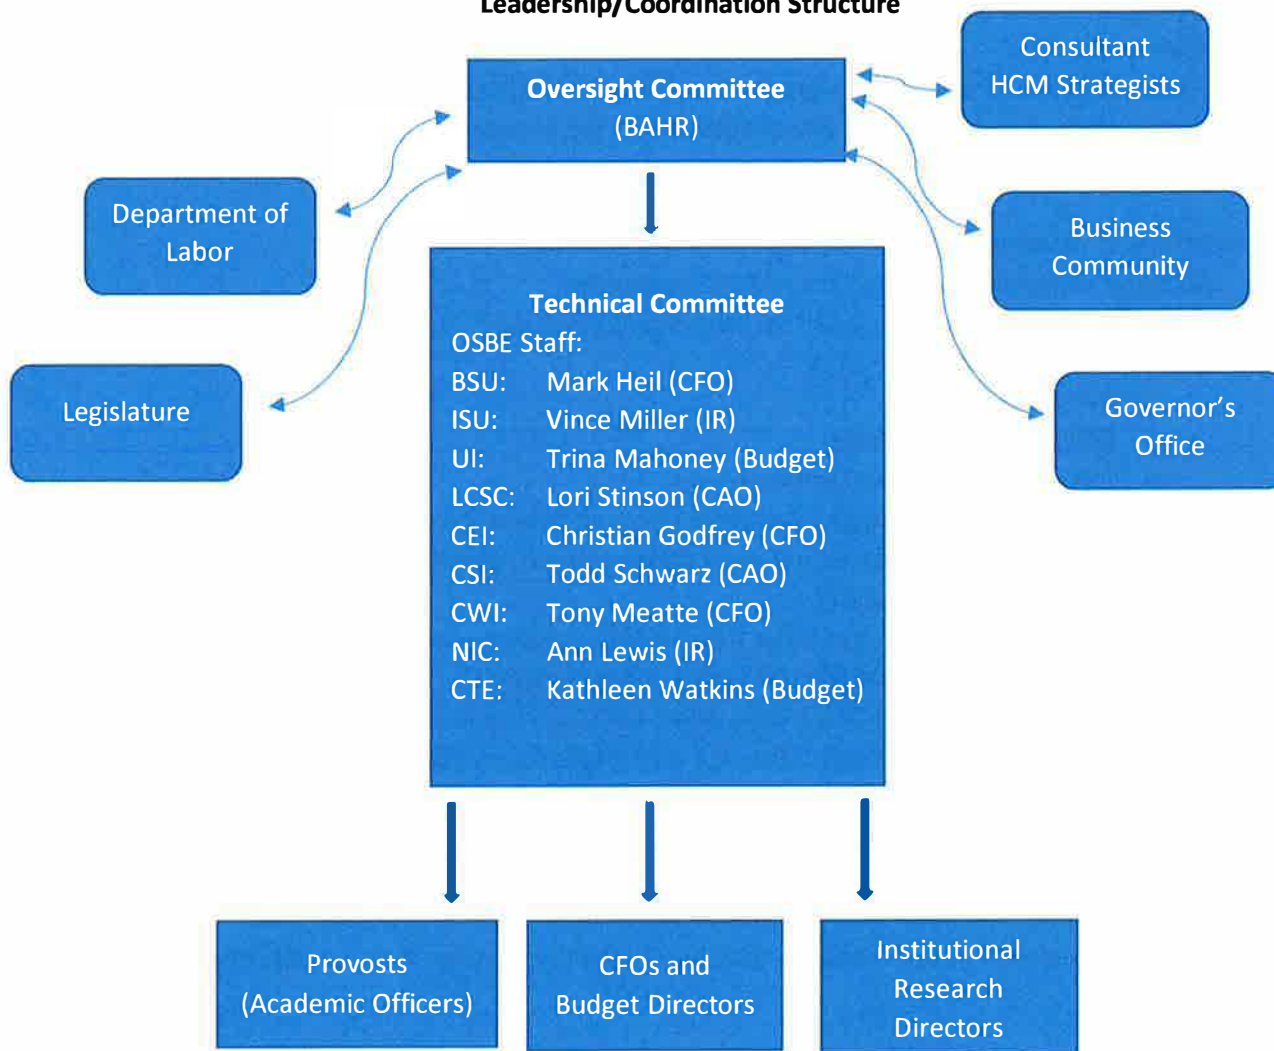 Leadership/Coordination Structure
Consultant
HCM Strategists
Oversight Committee
(BAHR)
Department of
Labor
Business
Community
Legislature
Governor's
Office
Technical Committee
OSBE Staff:
BSU: Mark Heil (CFO)
ISU: Vince Miller (IR)
UI: Trina Mahoney (Budget)
LCSC: Lori Stinson (CAO)
CEI: Christian Godfrey (CFO)
CSI: Todd Schwarz (CAO)
CWI: Tony Meatte (CFO)
NIC: Ann Lewis (IR)
CTE: Kathleen Watkins (Budget)
Provosts
(Academic Officers)
CFOs and
Budget Directors
Institutional
Research
Directors